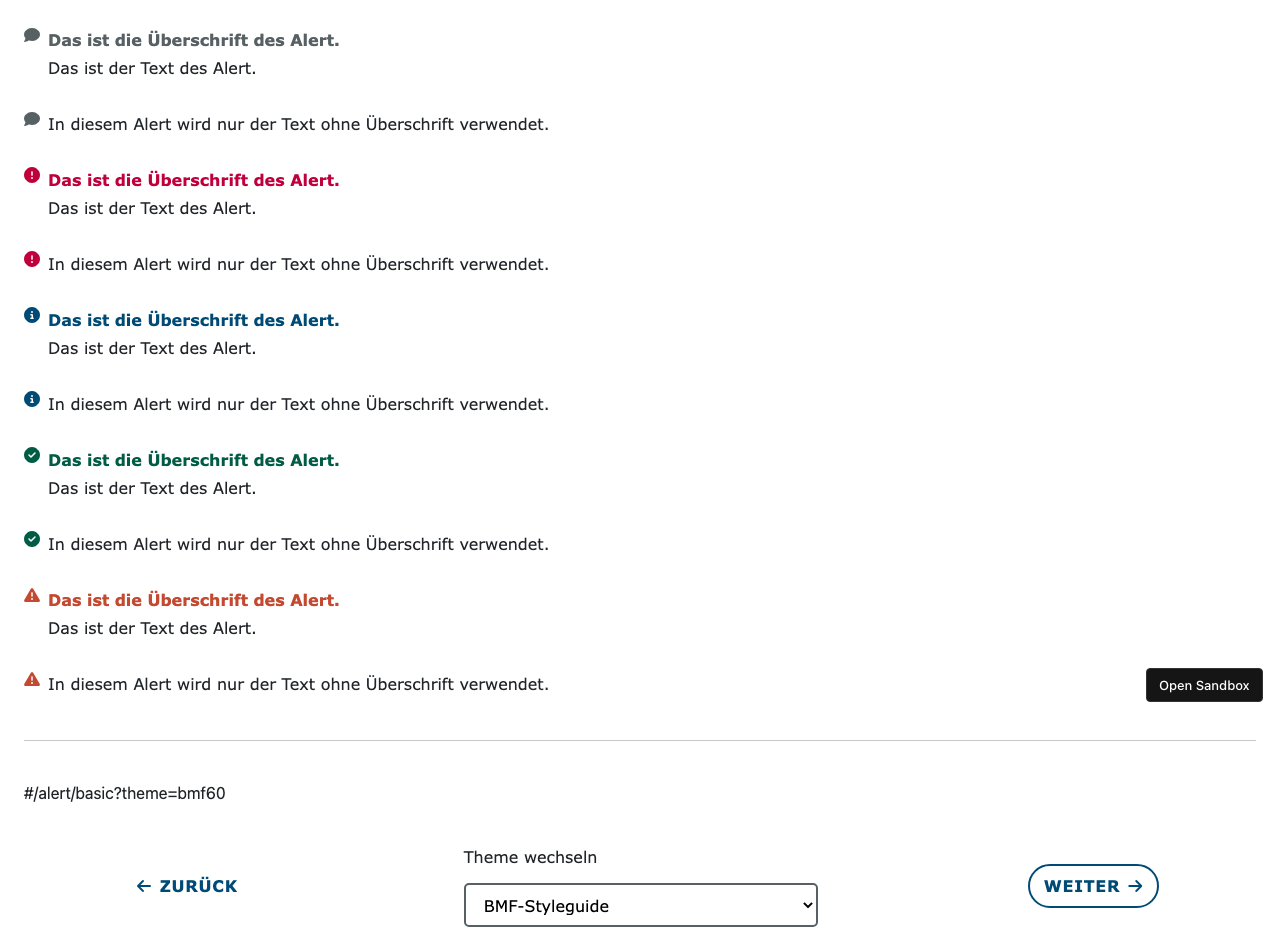 Das ist die Überschrift des Alert.
Das ist der Text des Alert.
In diesem Alert wird nur der Text ohne Überschrift verwendet.
Das ist die Überschrift des Alert.
Das ist der Text des Alert.
In diesem Alert wird nur der Text ohne Überschrift verwendet.
Das ist die Überschrift des Alert.
Das ist der Text des Alert.
In diesem Alert wird nur der Text ohne Überschrift verwendet.
Das ist die Überschrift des Alert.
Das ist der Text des Alert.
In diesem Alert wird nur der Text ohne Überschrift verwendet.
Das ist die Überschrift des Alert.
Das ist der Text des Alert.
In diesem Alert wird nur der Text ohne Überschrift verwendet.
Open Sandbox
#/alert/basic?theme=bmf60
Theme wechseln
← ZURÜCK
BMF-Styleguide
WEITER →